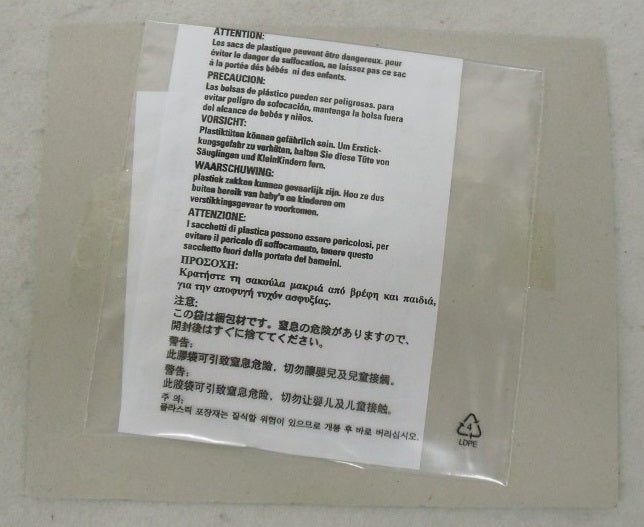 ATTENTION:
Les sacs de plastique peuvent être dangereux. pour
éviter le danger de suffocation, ne laissez pas ce sac
à la portée dés bébés ni des enfants.
PRECAUCION:
Las bolsas de plástico pueden ser peligrosas. para
evitar peligro de sofocación, mantenga la bolsa fuera
del alcance de bebés y niños.
VORSICHT:
Plastiktüten können gefährlich sein. Um Erstick-
kungsgefahr zu verhüten, halten Sie diese Tüte von
Säuglingen und KleinKindern fern.
WAARSCHUWING:
plastiek zakken kunnen gevaarlijk zijn. Hou ze dus
buiten bereik van baby's en kinderen om
verstikkingsgevaar te voorkomen.
ATTENZIONE:
I sacchetti di plastica possono essere pericolosi, per
evitare il pericolo di soffocamento, tenere questo
sacchetto fuori dalla portata dei bameini.
ΠΡΟΣΟΧΗ:
Κρατήστε τη σακούλα μακριά από βρέφη και παιδιά,
για την αποφυγή τυχόν ασφυξίας.
注意:
この袋は梱包材です。窒息の危険がありますので、
開封後はすぐに捨ててください。
警告:
此膠袋可引致窒息危險，切勿讓嬰兒及兒童接觸。
警告:
此胶袋可引致窒息危险，切勿让婴儿及儿童接触。
주 의:
플라스틱 포장재는 질식할 위험이 있으므로 개봉 후 바로 버리십시오.
4
LDPE